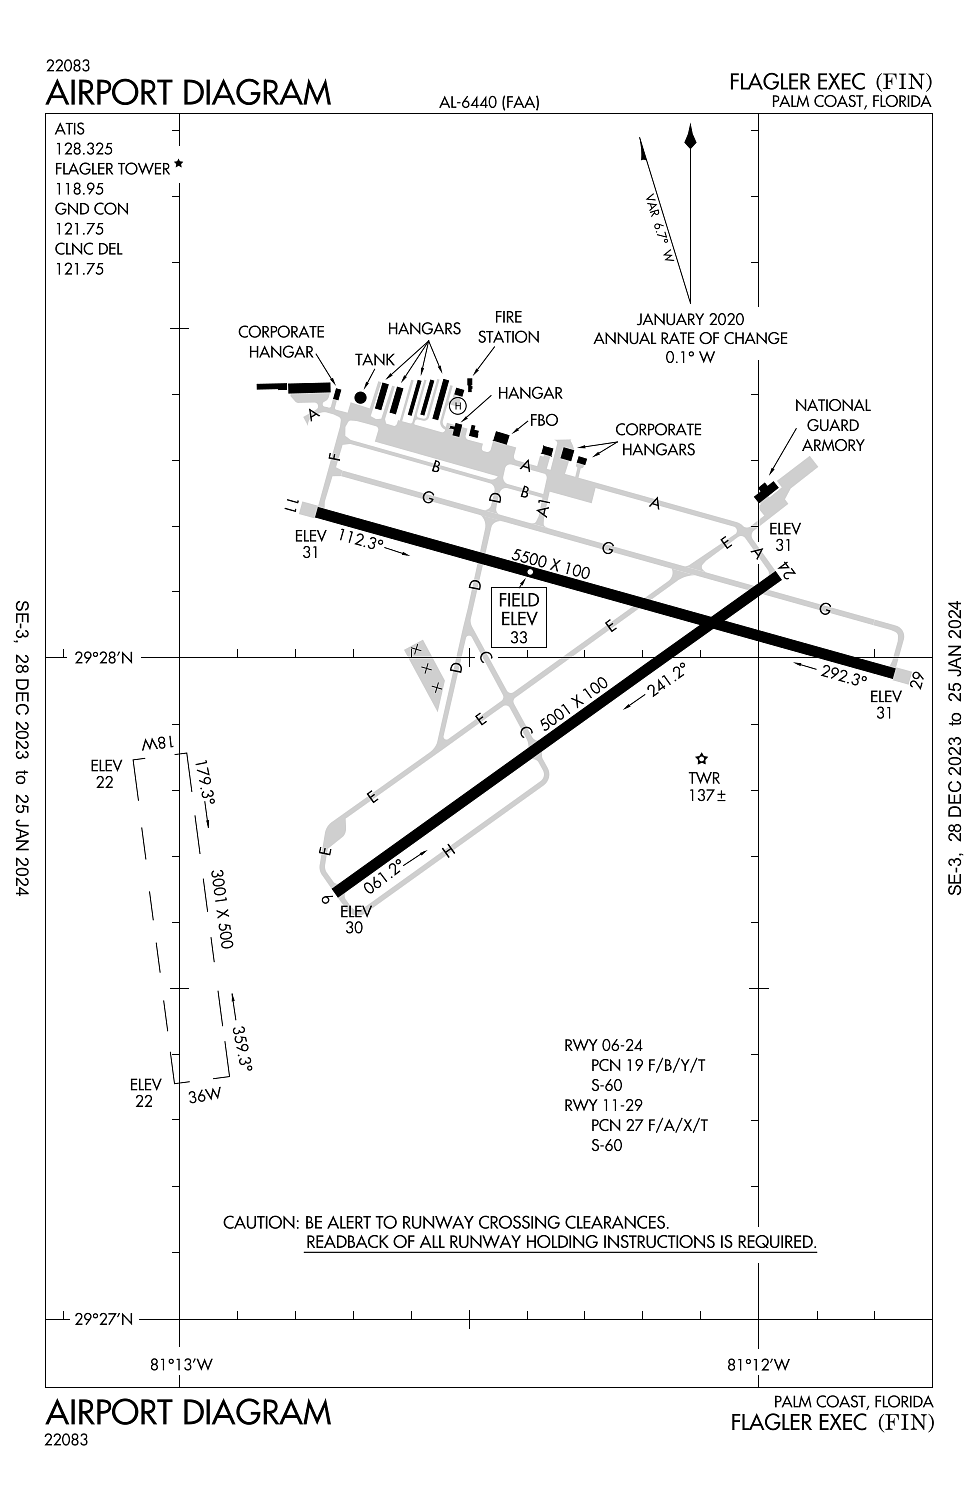 22083
AIRPORT DIAGRAM
AL-6440 (FAA)
FLAGLER EXEC (FIN)
PALM COAST, FLORIDA
ATIS
128.325
FLAGLER TOWER
118.95
GND CON
121.75
CLNC DEL
121.75
VAR 6.7° W
JANUARY 2020
ANNUAL RATE OF CHANGE
0.1° W
CORPORATE
HANGAR
TANK
HANGARS
FIRE
STATION
H
HANGAR
FBO
CORPORATE
HANGARS
NATIONAL
GUARD
ARMORY
A
F
B
A
B
G
D
A1
A
G
E
A
11
ELEV
31
112.3°
5500 X 100
FIELD
ELEV
33
ELEV
31
24
G
D
E
D
C
29°28'N
292.3°
29
ELEV
31
241.2°
5001 X 100
E
C
TWR
137±
E
E
H
061.2°
6
ELEV
30
18W
ELEV
22
179.3°
3001 X 500
359.3°
ELEV
22
36W
RWY 06-24
PCN 19 F/B/Y/T
S-60
RWY 11-29
PCN 27 F/A/X/T
S-60
CAUTION: BE ALERT TO RUNWAY CROSSING CLEARANCES.
READBACK OF ALL RUNWAY HOLDING INSTRUCTIONS IS REQUIRED.
29°27'N
81°13'W
81°12'W
SE-3, 28 DEC 2023 to 25 JAN 2024
SE-3, 28 DEC 2023 to 25 JAN 2024
AIRPORT DIAGRAM
22083
PALM COAST, FLORIDA
FLAGLER EXEC (FIN)